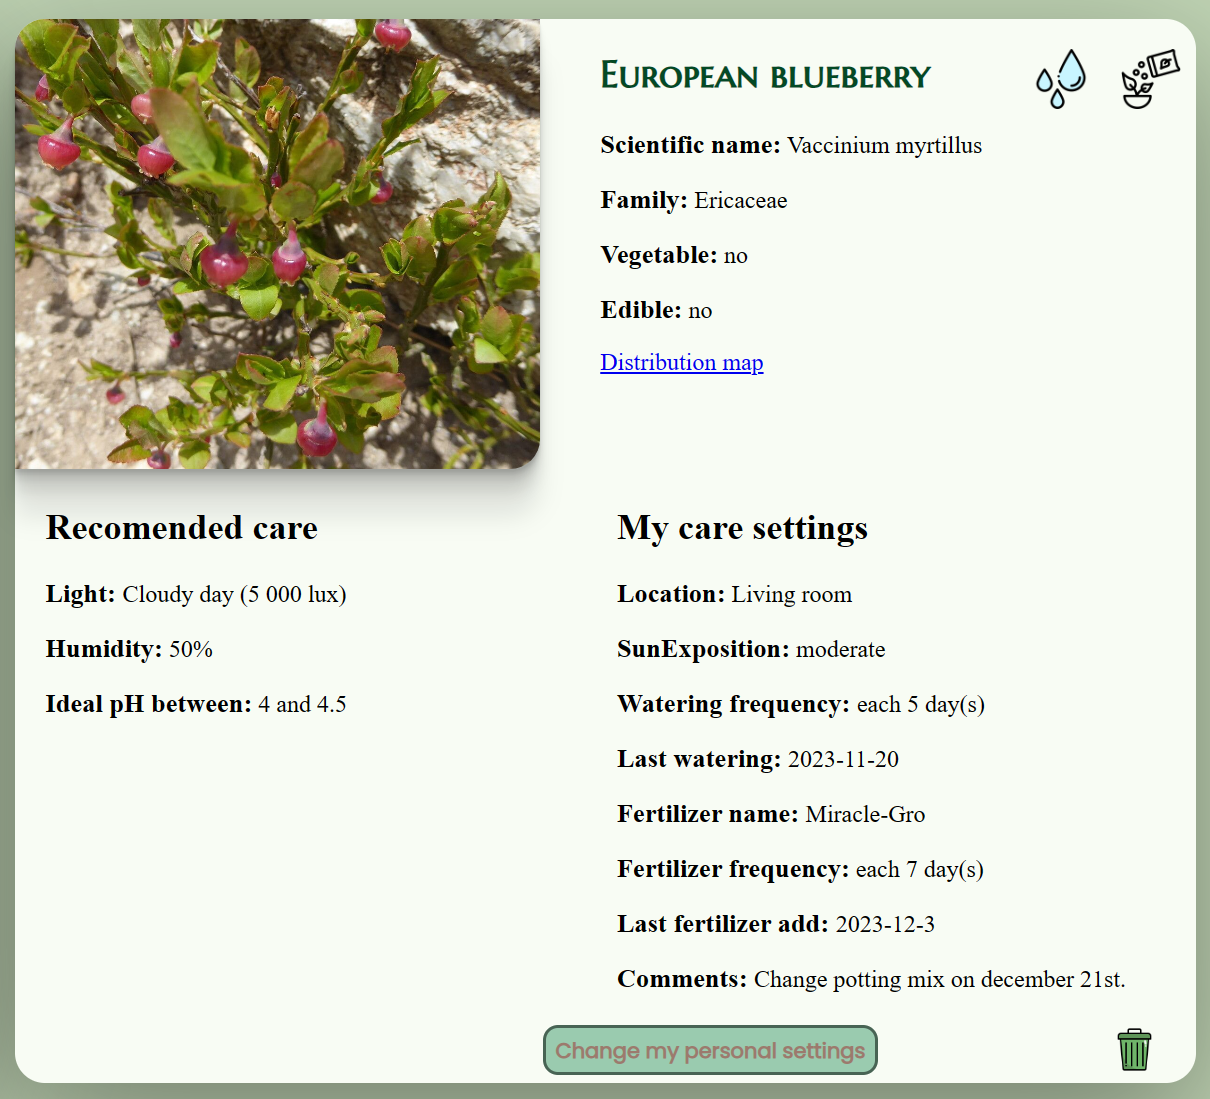 European blueberry
Scientific name: Vaccinium myrtillus
Family: Ericaceae
Vegetable: no
Edible: no
Distribution map
Recomended care
Light: Cloudy day (5 000 lux)
Humidity: 50%
Ideal pH between: 4 and 4.5
My care settings
Location: Living room
SunExposition: moderate
Watering frequency: each 5 day(s)
Last watering: 2023-11-20
Fertilizer name: Miracle-Gro
Fertilizer frequency: each 7 day(s)
Last fertilizer add: 2023-12-3
Comments: Change potting mix on december 21st.
Change my personal settings